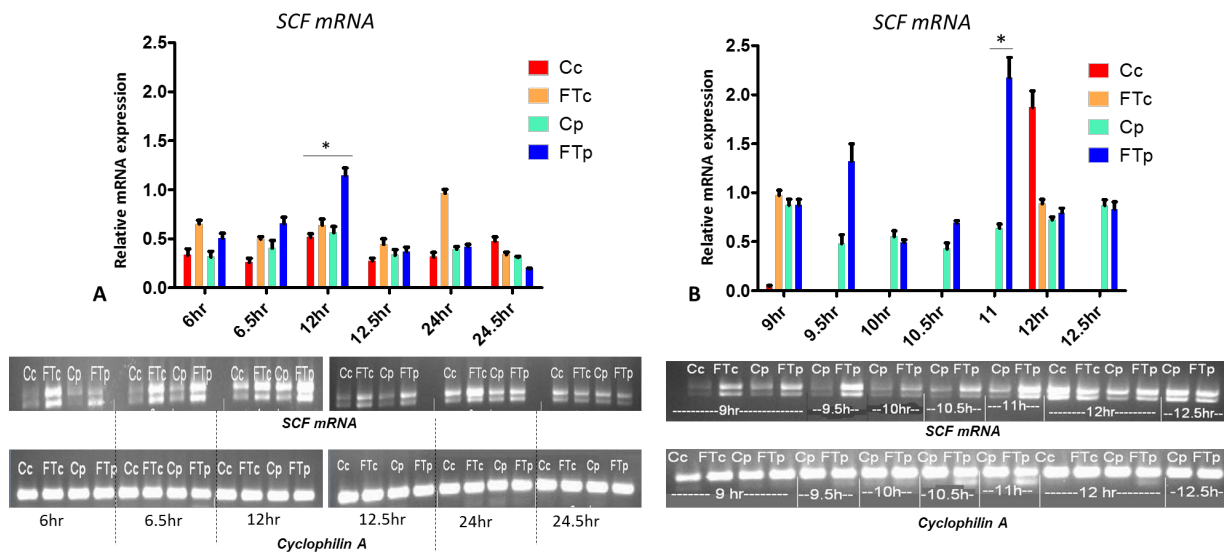 SCF mRNA
2.5
2.0
1.5
1.0
0.5
0.0
Relative mRNA expression
*
Cc
FTc
Cp
FTp
A
6hr
6.5hr
12hr
12.5hr
24hr
24.5hr
Cc FTc Cp FTp Cc FTc Cp FTp Cc FTc Cp FTp Cc FTc Cp FTp Cc FTc Cp FTp Cc FTc Cp FTp
SCF mRNA
Cc FTc Cp FTp Cc FTc Cp FTp Cc FTc Cp FTp Cc FTc Cp FTp Cc FTc Cp FTp Cc FTc Cp FTp
6hr 6.5hr 12hr 12.5hr 24hr 24.5hr
Cyclophilin A
SCF mRNA
2.5
2.0
1.5
1.0
0.5
0.0
Relative mRNA expression
*
Cc
FTc
Cp
FTp
B
9hr
9.5hr
10hr
10.5hr
11
12hr
12.5hr
Cc FTc Cp FTp Cp FTp Cp FTp Cp FTp Cp FTp Cc FTc Cp FTp Cp FTp
----------9hr---------- --9.5h-- --10hr-- --10.5h-- ---11h--- ------12hr------- --12.5hr--
SCF mRNA
Cc FTc Cp FTp Cp FTp Cp FTp Cp FTp Cp FTp Cc FTc Cp FTp Cp FTp
-------- 9 hr----------- --9.5h-- ---10h--- --10.5h-- --11h--- -------12 hr-------- -12.5h-
Cyclophilin A